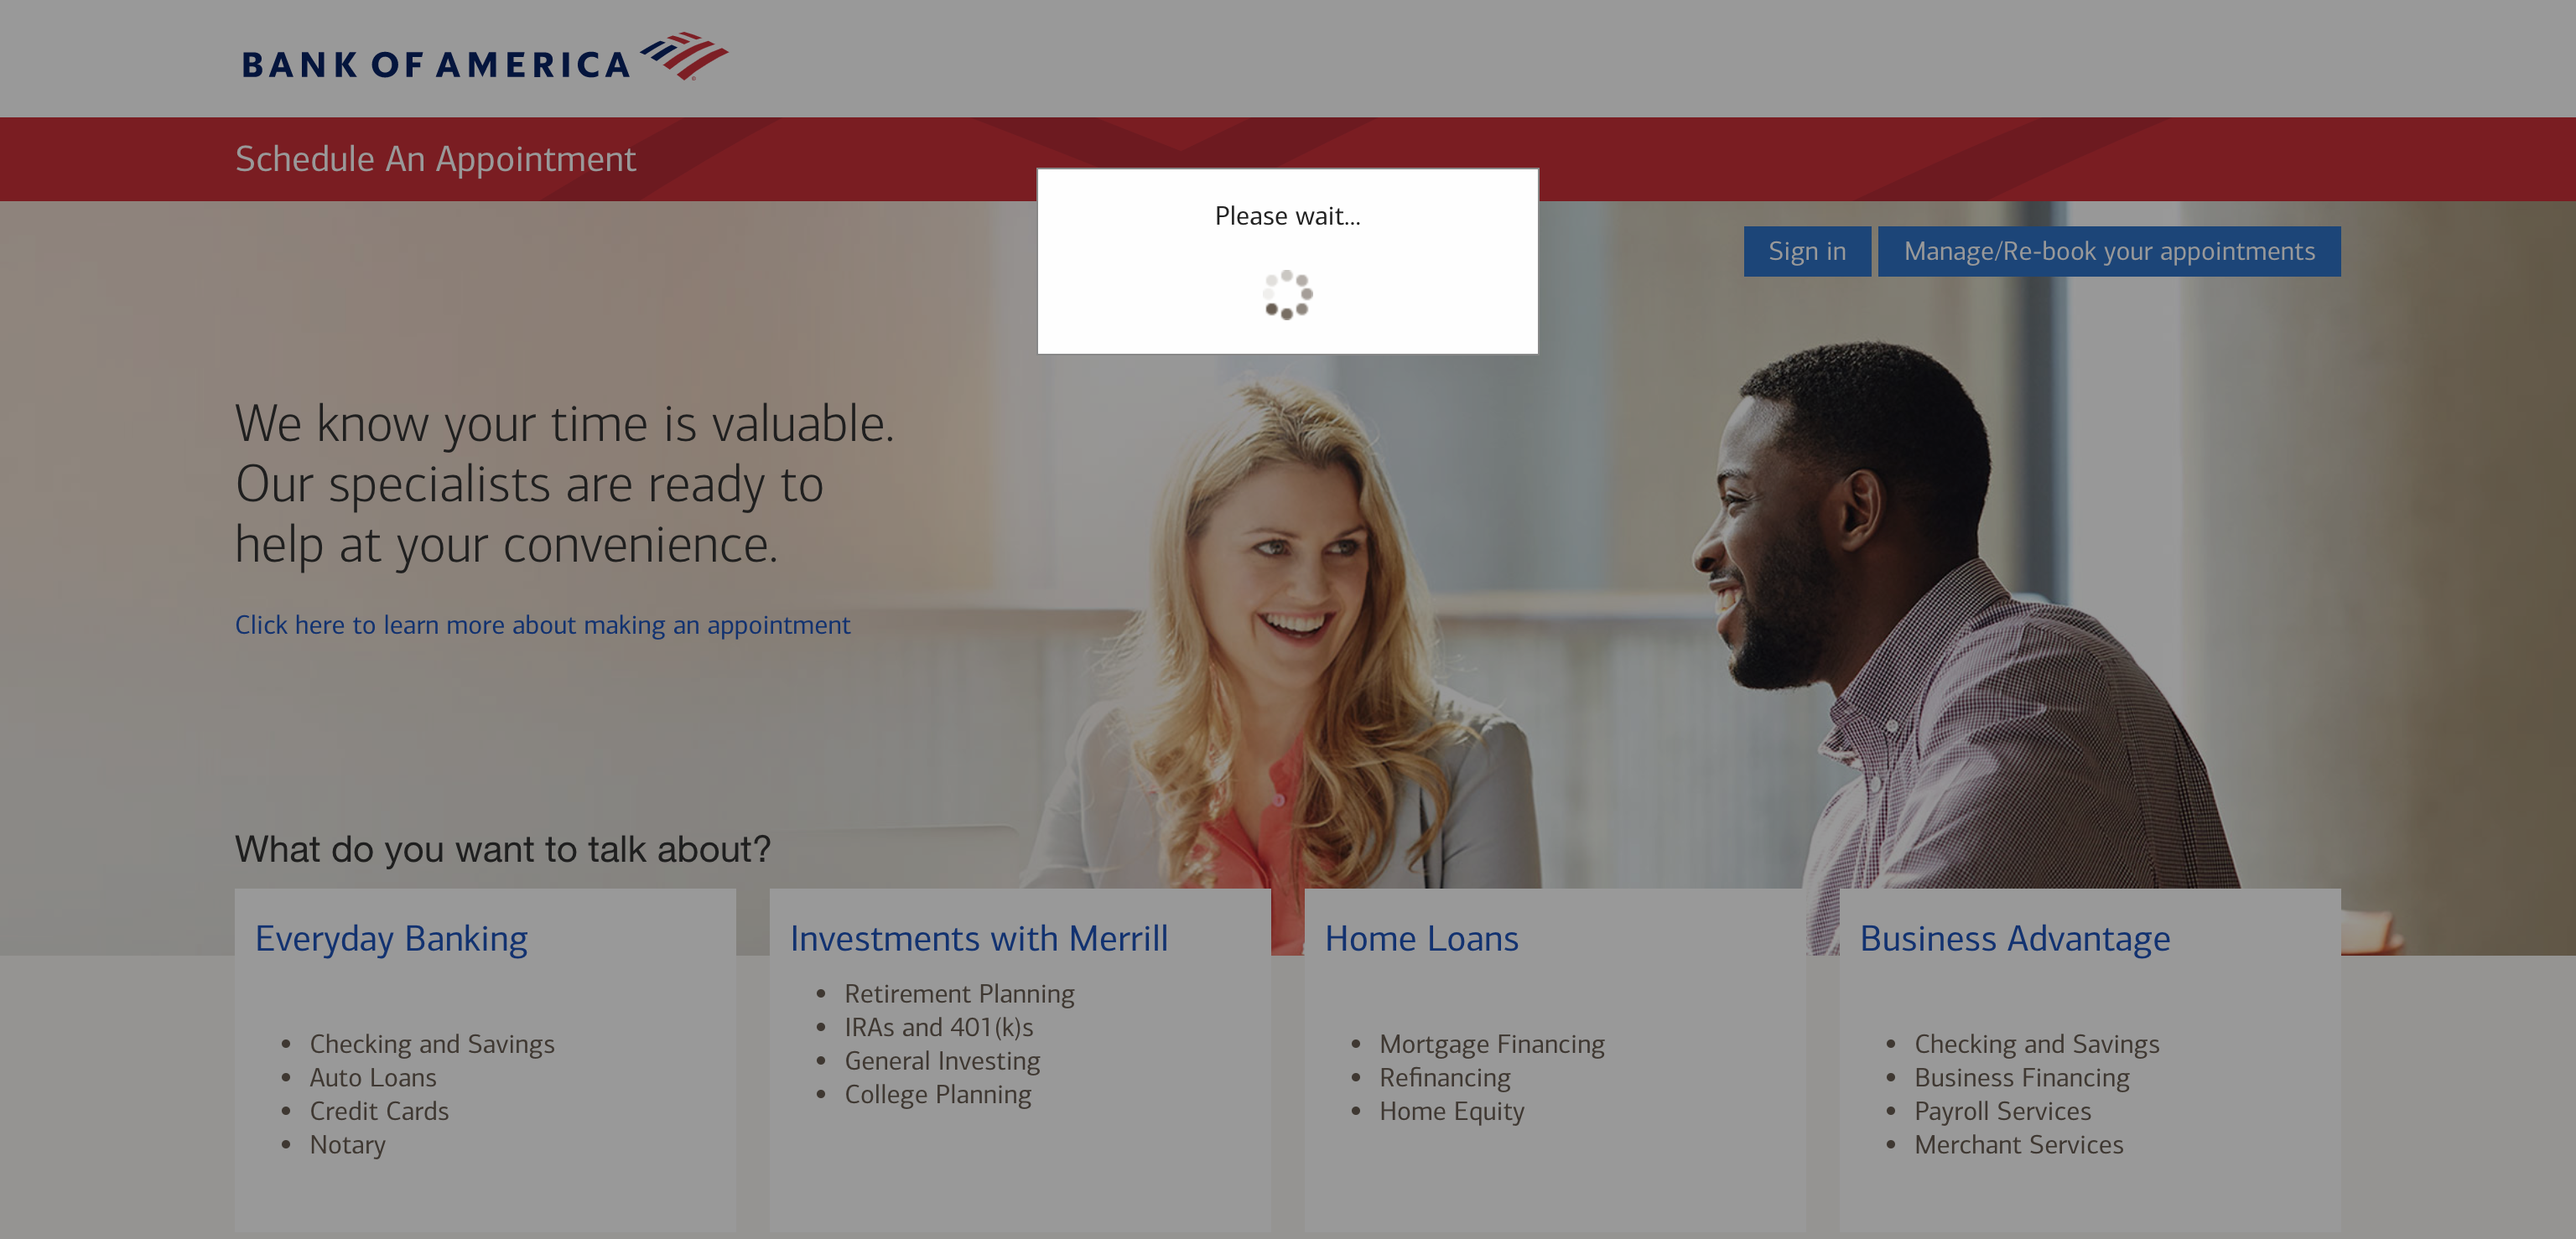 BANK OF AMERICA
Schedule An Appointment
Please wait...
Sign in
Manage/Re-book your appointments
We know your time is valuable.
Our specialists are ready to
help at your convenience.
Click here to learn more about making an appointment
What do you want to talk about?
Everyday Banking
• Checking and Savings
• Auto Loans
• Credit Cards
• Notary
Investments with Merrill
• Retirement Planning
• IRAs and 401(k)s
• General Investing
• College Planning
Home Loans
• Mortgage Financing
• Refinancing
• Home Equity
Business Advantage
• Checking and Savings
• Business Financing
• Payroll Services
• Merchant Services